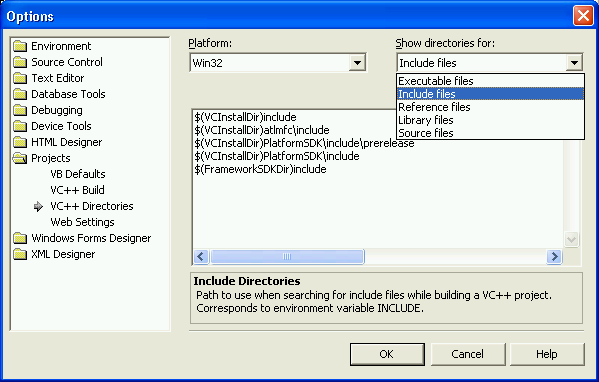 Options
Environment
Source Control
Text Editor
Database Tools
Debugging
Device Tools
HTML Designer
Projects
VB Defaults
VC++ Build
VC++ Directories
Web Settings
Windows Forms Designer
XML Designer
Platform:
Win32
Show directories for:
Include files
Executable files
Include files
Reference files
Library files
Source files
$(VCInstallDir)include
$(VCInstallDir)atlmfc\include
$(VCInstallDir)PlatformSDK\include\prerelease
$(VCInstallDir)PlatformSDK\include
$(FrameworkSDKDir)include
Include Directories
Path to use when searching for include files while building a VC++ project.
Corresponds to environment variable INCLUDE.
OK
Cancel
Help